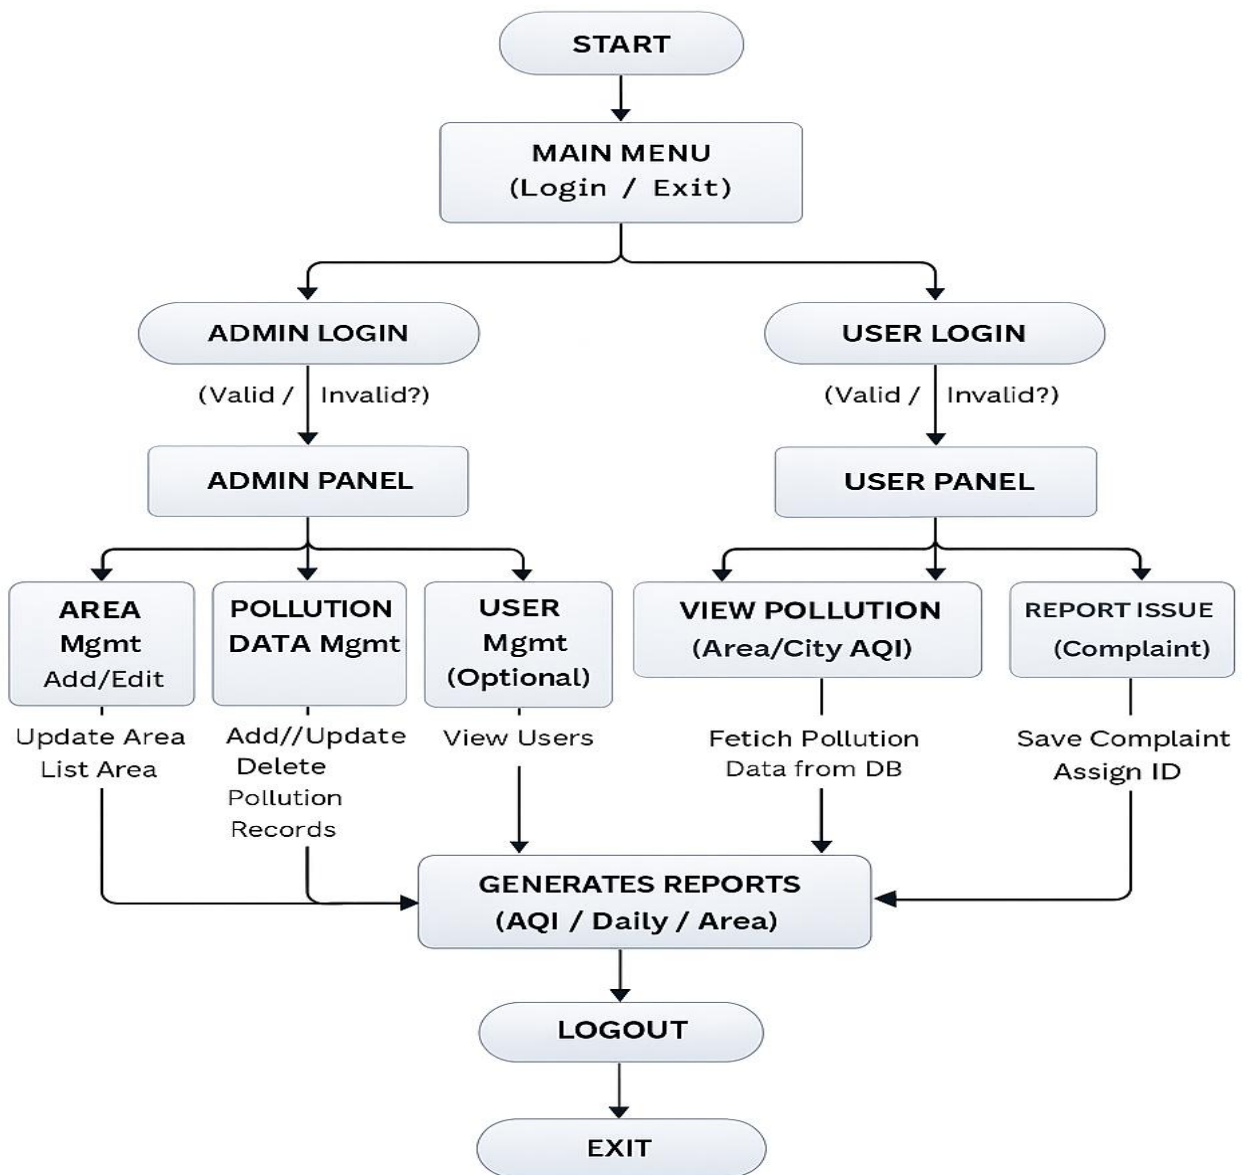 START
MAIN MENU
(Login / Exit)
ADMIN LOGIN
USER LOGIN
(Valid / Invalid?)
(Valid / Invalid?)
ADMIN PANEL
USER PANEL
AREA
Mgmt
Add/Edit
POLLUTION
DATA Mgmt
USER
Mgmt
(Optional)
VIEW POLLUTION
(Area/City AQI)
REPORT ISSUE
(Complaint)
Update Area
List Area
Add//Update
Delete
Pollution
Records
View Users
Fetich Pollution
Data from DB
Save Complaint
Assign ID
GENERATES REPORTS
(AQI / Daily / Area)
LOGOUT
EXIT